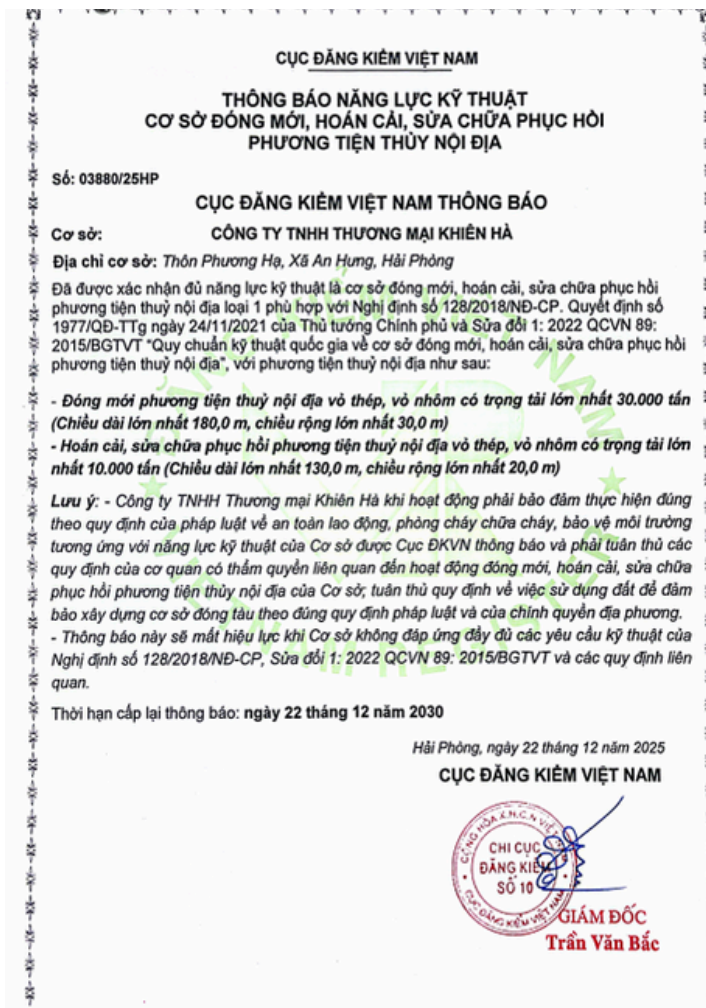 CỤC ĐĂNG KIỂM VIỆT NAM
THÔNG BÁO NĂNG LỰC KỸ THUẬT
CƠ SỞ ĐÓNG MỚI, HOÁN CẢI, SỬA CHỮA PHỤC HỒI
PHƯƠNG TIỆN THỦY NỘI ĐỊA
Số: 03880/25HP
CỤC ĐĂNG KIỂM VIỆT NAM THÔNG BÁO
Cơ sở: CÔNG TY TNHH THƯƠNG MẠI KHIÊN HÀ
Địa chỉ cơ sở: Thôn Phương Hạ, Xã An Hưng, Hải Phòng
Đã được xác nhận đủ năng lực kỹ thuật là cơ sở đóng mới, hoán cải, sửa chữa phục hồi
phương tiện thuỷ nội địa loại 1 phù hợp với Nghị định số 128/2018/NĐ-CP. Quyết định số
1977/QĐ-TTg ngày 24/11/2021 của Thủ tướng Chính phủ và Sửa đổi 1: 2022 QCVN 89:
2015/BGTVT "Quy chuẩn kỹ thuật quốc gia về cơ sở đóng mới, hoán cải, sửa chữa phục hồi
phương tiện thuỷ nội địa", với phương tiện thuỷ nội địa như sau:
- Đóng mới phương tiện thuỷ nội địa vỏ thép, vỏ nhôm có trọng tải lớn nhất 30.000 tấn
(Chiều dài lớn nhất 180,0 m, chiều rộng lớn nhất 30,0 m)
- Hoán cải, sửa chữa phục hồi phương tiện thuỷ nội địa vỏ thép, vỏ nhôm có trọng tải lớn
nhất 10.000 tấn (Chiều dài lớn nhất 130,0 m, chiều rộng lớn nhất 20,0 m)
Lưu ý: - Công ty TNHH Thương mại Khiên Hà khi hoạt động phải bảo đảm thực hiện đúng
theo quy định của pháp luật về an toàn lao động, phòng cháy chữa cháy, bảo vệ môi trường
tương ứng với năng lực kỹ thuật của Cơ sở được Cục ĐKVN thông báo và phải tuân thủ các
quy định của cơ quan có thẩm quyền liên quan đến hoạt động đóng mới, hoán cải, sửa chữa
phục hồi phương tiện thủy nội địa của Cơ sở; tuân thủ quy định về việc sử dụng đất để đảm
bảo xây dựng cơ sở đóng tàu theo đúng quy định pháp luật và của chính quyền địa phương.
- Thông báo này sẽ mất hiệu lực khi Cơ sở không đáp ứng đầy đủ các yêu cầu kỹ thuật của
Nghị định số 128/2018/NĐ-CP, Sửa đổi 1: 2022 QCVN 89: 2015/BGTVT và các quy định liên
quan.
Thời hạn cấp lại thông báo: ngày 22 tháng 12 năm 2030
Hải Phòng, ngày 22 tháng 12 năm 2025
CỤC ĐĂNG KIỂM VIỆT NAM
CỘNG HÒA X.H.C.N VIỆT NAM
CHI CỤC
ĐĂNG KIỂM
SỐ 10
CỤC ĐĂNG KIỂM VIỆT NAM
GIÁM ĐỐC
Trần Văn Bắc
ĐĂNG KIỂM VIỆT NAM
VR
VIETNAM REGISTER